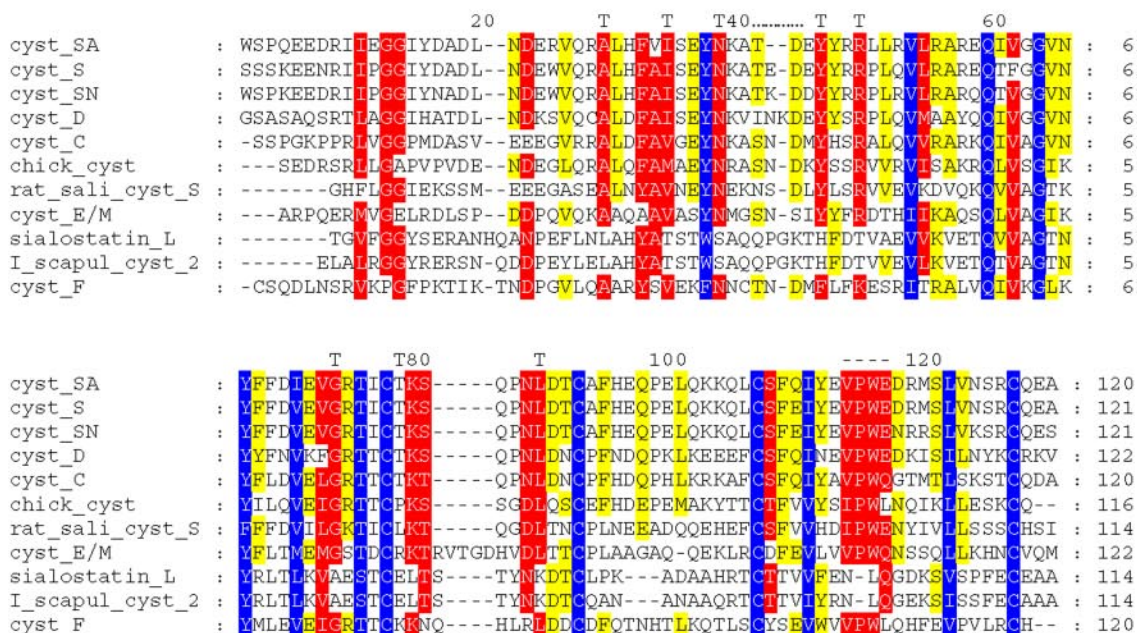 20 T T T40............ T T 60
cyst_SA : WSPQEEDRIIEGGIYDADL--NDERVQRALHFVISEYNKAT--DEYYRRLLRVLRAREQIVGGVN : 6
cyst_S : SSSKEENRIIPGGIYDADL--NDEWVQRALHFAISEYNKATE-DEYYRRPLQVLRAREQTFGGVN : 6
cyst_SN : WSPKEEDRIIPGGIYNADL--NDEWVQRALHFAISEYNKATK-DDYYRRPLRVLRARQQTVGGVN : 6
cyst_D : GSASAQSRTLAGGIHATDL--NDKSVQCALDFAISEYNKVINKDEYYSRPLQVMAAYQQIVGGVN : 6
cyst_C : -SSPGKPPRLVGGPMDASV--EEEGVRRALDFAVGEYNKASN-DMYHSRALQVVRARKQIVAGVN : 6
chick_cyst : ---SEDRSRLLGAPVPVDE--NDEGLQRALQFAMAEYNRASN-DKYSSRVVRVISAKRQLVSGIK : 5
rat_sali_cyst_S : -------GHFLGGIEKSSM--EEEGASEALNYAVNEYNEKNS-DLYLSRVVEVKDVQKQVVAGTK : 5
cyst_E/M : ---ARPQERMVGELRDLSP--DDPQVQKAAQAAVASYNMGSN-SIYYFRDTHIIKAQSQLVAGIK : 5
sialostatin_L : -------TGVFGGYSERANHQANPEFLNLAHYATSTWSAQQPGKTHFDTVAEVVKVETQVVAGTN : 5
I_scapul_cyst_2 : -------ELALRGGYRERSN-QDDPEYLELAHYATSTWSAQQPGKTHFDTVVEVLKVETQTVAGTN : 5
cyst_F : -CSQDLNSRVKPGFPKTIK-TNDPGVLQAARYSVEKFNNCTN-DMFLFKESRITRALVQIVKGLK : 6
T T80 T 100 ---- 120
cyst_SA : YFFDIEVGRTICTKS-----QPNLDTCAFHEQPELQKKQLCSFQIYEVPWEDRMSLVNSRCQEA : 120
cyst_S : YFFDVEVGRTICTKS-----QPNLDTCAFHEQPELQKKQLCSFEIYEVPWEDRMSLVNSRCQEA : 121
cyst_SN : YFFDVEVGRTICTKS-----QPNLDTCAFHEQPELQKKQLCSFEIYEVPWENRRSLVKSRCQES : 121
cyst_D : YYFNVKFGRTTCTKS-----QPNLDNCPFNDQPKLKEEEFCSFQINEVPWEDKISILNYKCRKV : 122
cyst_C : YFLDVELGRTTCTKT-----QPNLDNCPFHDQPHLKRKAFCSFQIYAVPWQGTMTLSKSTCQDA : 120
chick_cyst : YILQVEIGRTTCPKS-----SGDLQSCEFHDEPEMAKYTTCTFVVYSIPWLNQIKLLESKCQ-- : 116
rat_sali_cyst_S : FFFDVILGKTICLKT-----QGDLTNCPLNEEADQQEHEFCSFVVHDIPWENYIVLLSSSCHSI : 114
cyst_E/M : YFLTMEMGSTDCRKTRVTGDHVDLTTCPLAAGAQ-QEKLRCDFEVLVVPWQNSSQLLKHNCVQM : 122
sialostatin_L : YRLTLKVAESTCELTS----TYNKDTCLPK---ADAAHRTCTTVVFEN-LQGDKSVSPFECEAA : 114
I_scapul_cyst_2 : YRLTLKVAESTCELTS----TYNKDTCQAN---ANAAQRTCTTVIYRN-LQGEKSISSFECAAA : 114
cyst_F : YMLEVEIGRTTCKKNQ----HLRLDDCDFQTNHTLKQTLSCYSEVWVVPWLQHFEVPVLRCH-- : 120